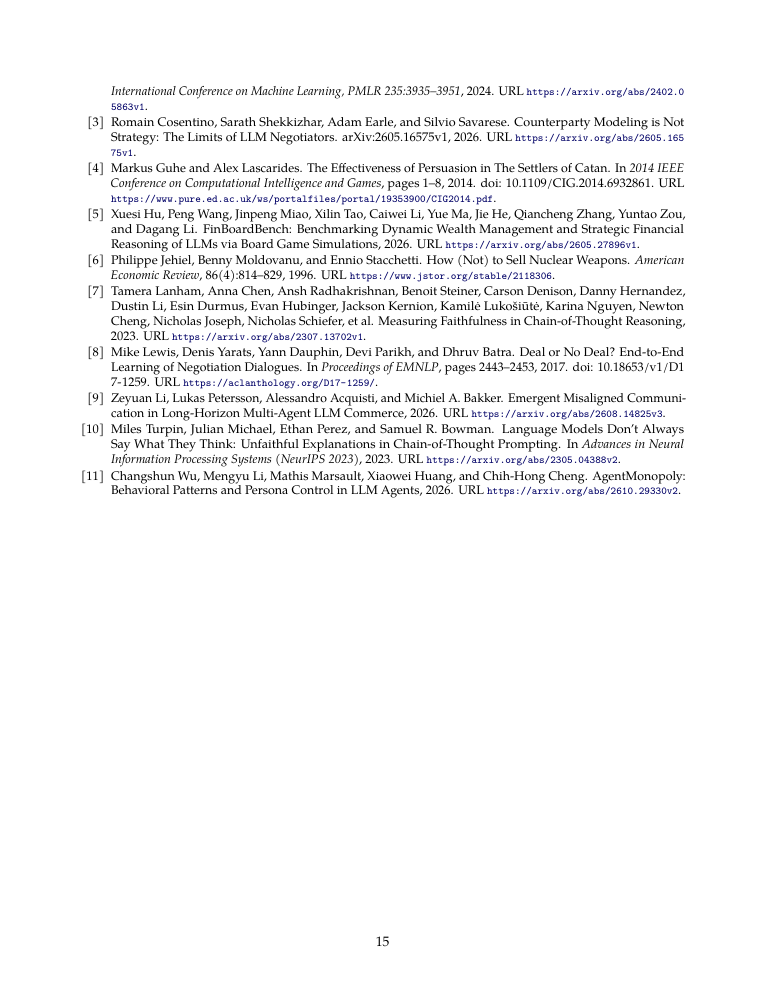 International Conference on Machine Learning, PMLR 235:3935–3951, 2024. URL https://arxiv.org/abs/2402.0
5863v1.
[3] Romain Cosentino, Sarath Shekkizhar, Adam Earle, and Silvio Savarese. Counterparty Modeling is Not
Strategy: The Limits of LLM Negotiators. arXiv:2605.16575v1, 2026. URL https://arxiv.org/abs/2605.165
75v1.
[4] Markus Guhe and Alex Lascarides. The Effectiveness of Persuasion in The Settlers of Catan. In 2014 IEEE
Conference on Computational Intelligence and Games, pages 1–8, 2014. doi: 10.1109/CIG.2014.6932861. URL
https://www.pure.ed.ac.uk/ws/portalfiles/portal/19353900/CIG2014.pdf.
[5] Xuesi Hu, Peng Wang, Jinpeng Miao, Xilin Tao, Caiwei Li, Yue Ma, Jie He, Qiancheng Zhang, Yuntao Zou,
and Dagang Li. FinBoardBench: Benchmarking Dynamic Wealth Management and Strategic Financial
Reasoning of LLMs via Board Game Simulations, 2026. URL https://arxiv.org/abs/2605.27896v1.
[6] Philippe Jehiel, Benny Moldovanu, and Ennio Stacchetti. How (Not) to Sell Nuclear Weapons. American
Economic Review, 86(4):814–829, 1996. URL https://www.jstor.org/stable/2118306.
[7] Tamera Lanham, Anna Chen, Ansh Radhakrishnan, Benoit Steiner, Carson Denison, Danny Hernandez,
Dustin Li, Esin Durmus, Evan Hubinger, Jackson Kernion, Kamilė Lukošiūtė, Karina Nguyen, Newton
Cheng, Nicholas Joseph, Nicholas Schiefer, et al. Measuring Faithfulness in Chain-of-Thought Reasoning,
2023. URL https://arxiv.org/abs/2307.13702v1.
[8] Mike Lewis, Denis Yarats, Yann Dauphin, Devi Parikh, and Dhruv Batra. Deal or No Deal? End-to-End
Learning of Negotiation Dialogues. In Proceedings of EMNLP, pages 2443–2453, 2017. doi: 10.18653/v1/D1
7-1259. URL https://aclanthology.org/D17-1259/.
[9] Zeyuan Li, Lukas Petersson, Alessandro Acquisti, and Michiel A. Bakker. Emergent Misaligned Communi-
cation in Long-Horizon Multi-Agent LLM Commerce, 2026. URL https://arxiv.org/abs/2608.14825v3.
[10] Miles Turpin, Julian Michael, Ethan Perez, and Samuel R. Bowman. Language Models Don't Always
Say What They Think: Unfaithful Explanations in Chain-of-Thought Prompting. In Advances in Neural
Information Processing Systems (NeurIPS 2023), 2023. URL https://arxiv.org/abs/2305.04388v2.
[11] Changshun Wu, Mengyu Li, Mathis Marsault, Xiaowei Huang, and Chih-Hong Cheng. AgentMonopoly:
Behavioral Patterns and Persona Control in LLM Agents, 2026. URL https://arxiv.org/abs/2610.29330v2.
15